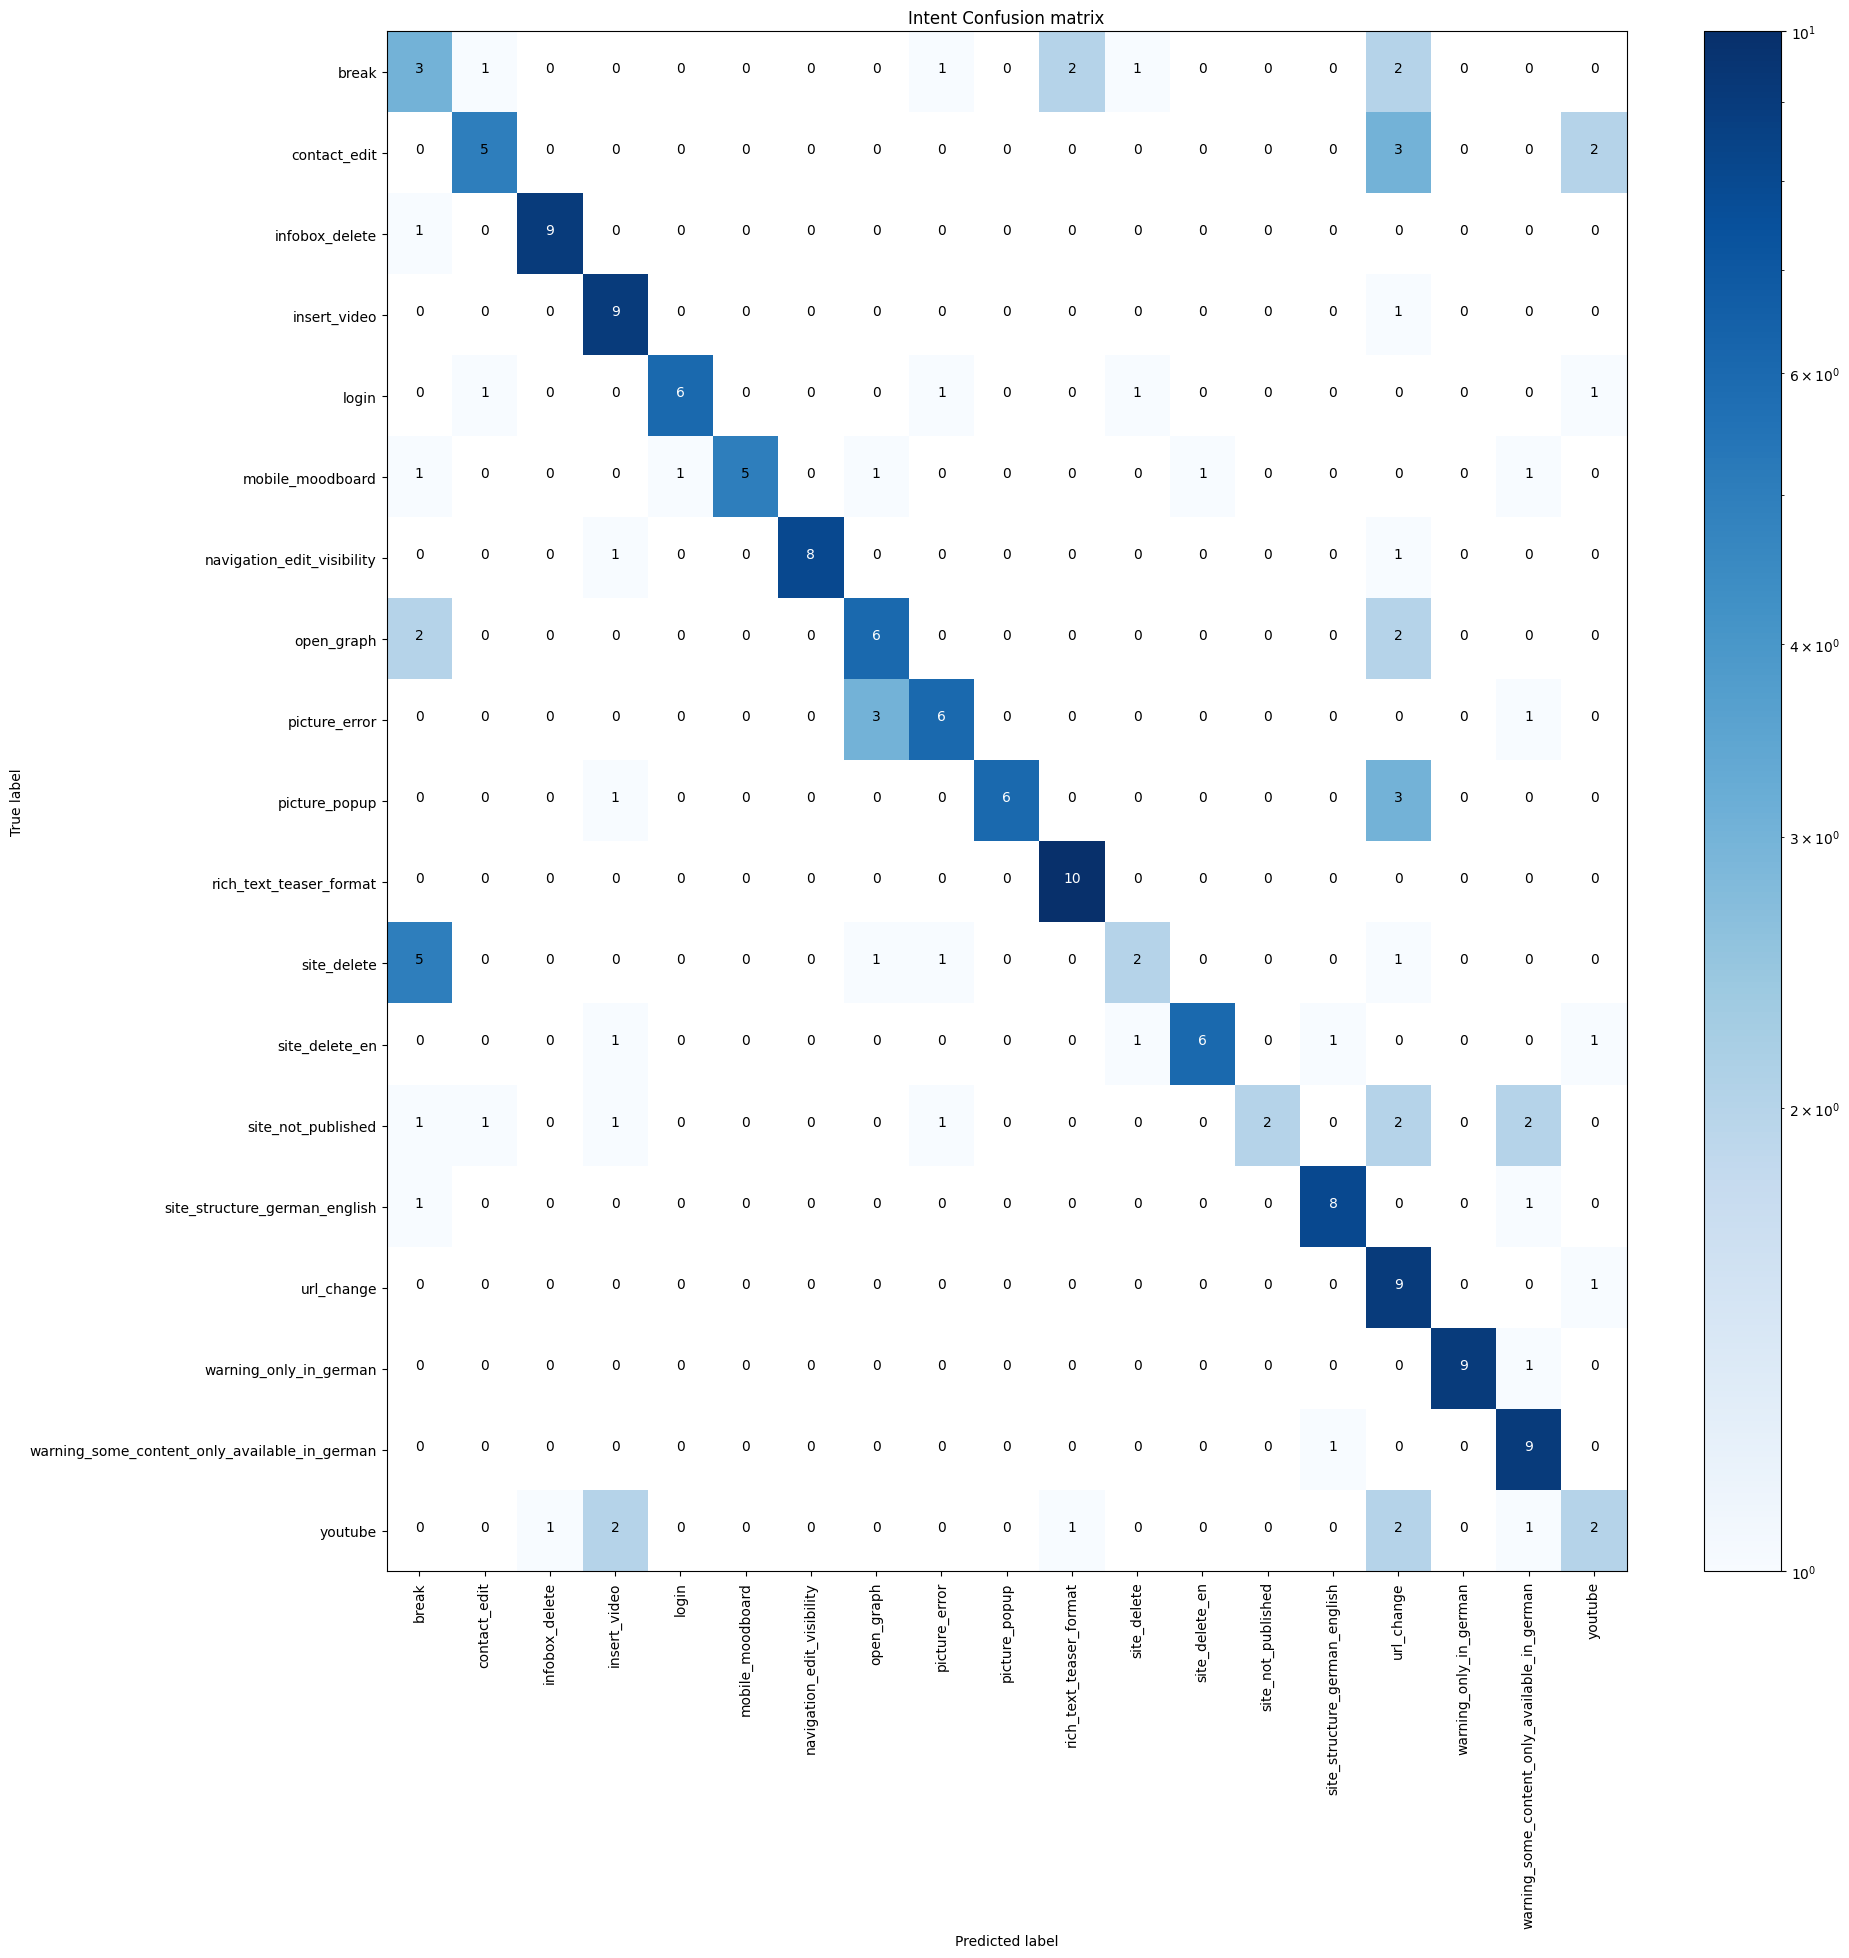 Intent Confusion matrix
break 3 1 0 0 0 0 0 0 1 0 2 1 0 0 0 2 0 0 0
contact_edit 0 5 0 0 0 0 0 0 0 0 0 0 0 0 0 3 0 0 2
infobox_delete 1 0 9 0 0 0 0 0 0 0 0 0 0 0 0 0 0 0 0
insert_video 0 0 0 9 0 0 0 0 0 0 0 0 0 0 0 1 0 0 0
login 0 1 0 0 6 0 0 0 1 0 0 1 0 0 0 0 0 0 1
mobile_moodboard 1 0 0 0 1 5 0 1 0 0 0 0 1 0 0 0 0 1 0
navigation_edit_visibility 0 0 0 1 0 0 8 0 0 0 0 0 0 0 0 1 0 0 0
open_graph 2 0 0 0 0 0 0 6 0 0 0 0 0 0 0 2 0 0 0
picture_error 0 0 0 0 0 0 0 3 6 0 0 0 0 0 0 0 0 1 0
picture_popup 0 0 0 1 0 0 0 0 0 6 0 0 0 0 0 3 0 0 0
rich_text_teaser_format 0 0 0 0 0 0 0 0 0 0 10 0 0 0 0 0 0 0 0
site_delete 5 0 0 0 0 0 0 1 1 0 0 2 0 0 0 1 0 0 0
site_delete_en 0 0 0 1 0 0 0 0 0 0 0 1 6 0 1 0 0 0 1
site_not_published 1 1 0 1 0 0 0 0 1 0 0 0 0 2 0 2 0 2 0
site_structure_german_english 1 0 0 0 0 0 0 0 0 0 0 0 0 0 8 0 0 1 0
url_change 0 0 0 0 0 0 0 0 0 0 0 0 0 0 0 9 0 0 1
warning_only_in_german 0 0 0 0 0 0 0 0 0 0 0 0 0 0 0 0 9 1 0
warning_some_content_only_available_in_german 0 0 0 0 0 0 0 0 0 0 0 0 0 0 1 0 0 9 0
youtube 0 0 1 2 0 0 0 0 0 0 1 0 0 0 0 2 0 1 2
True label
break
contact_edit
infobox_delete
insert_video
login
mobile_moodboard
navigation_edit_visibility
open_graph
picture_error
picture_popup
rich_text_teaser_format
site_delete
site_delete_en
site_not_published
site_structure_german_english
url_change
warning_only_in_german
warning_some_content_only_available_in_german
youtube
Predicted label
10¹
6 × 10⁰
4 × 10⁰
3 × 10⁰
2 × 10⁰
10⁰